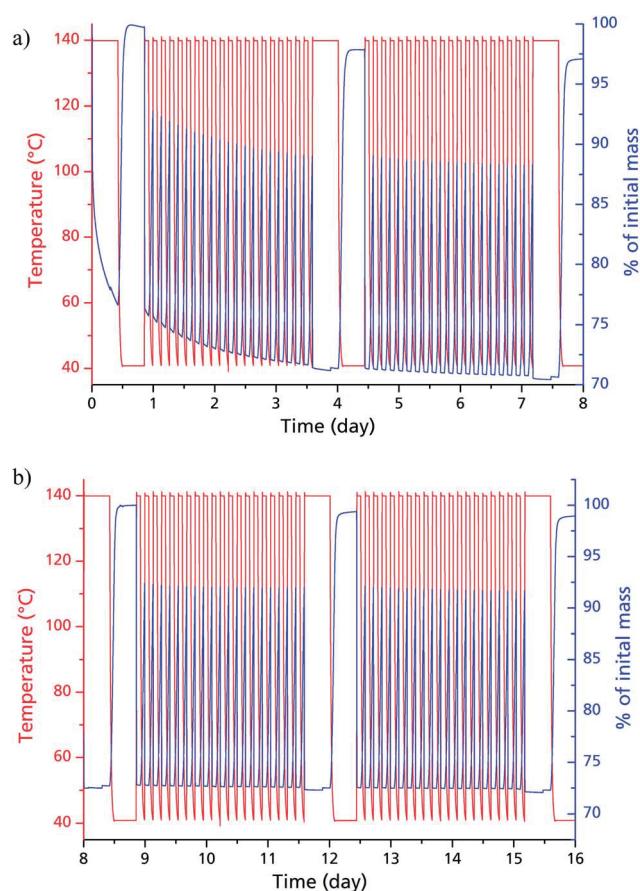 a)
140
120
100
80
60
40
Temperature (°C)
100
95
90
85
80
75
70
% of initial mass
0 1 2 3 4 5 6 7 8
Time (day)
b)
140
120
100
80
60
40
Temperature (°C)
100
95
90
85
80
75
70
% of inital mass
8 9 10 11 12 13 14 15 16
Time (day)